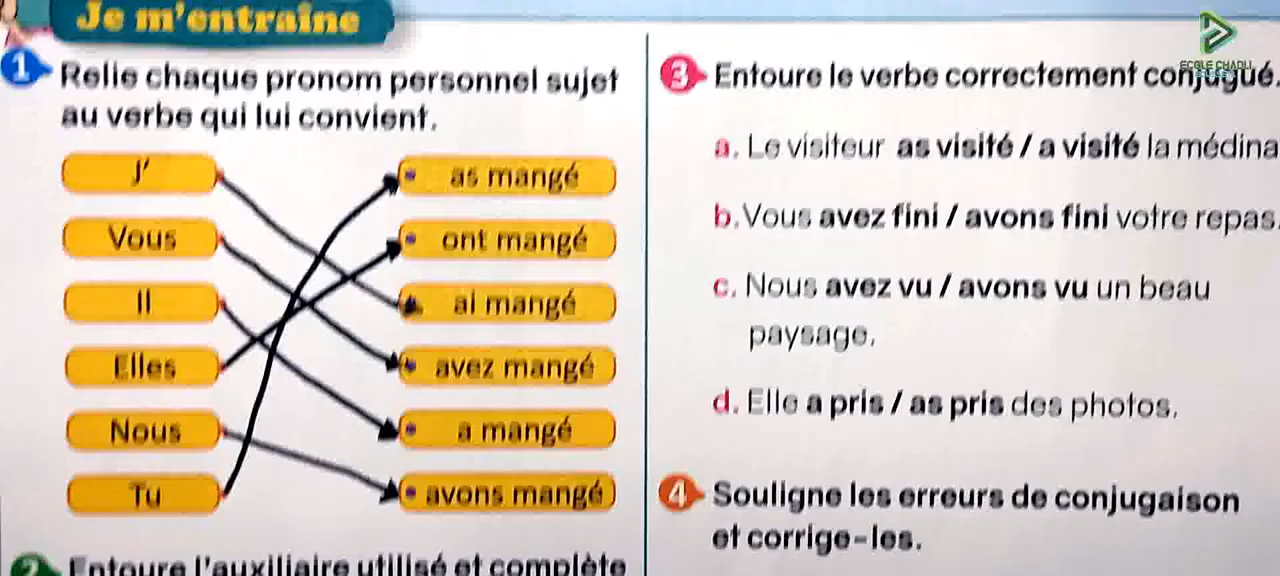 Je m'entraîne
1 Relie chaque pronom personnel sujet
au verbe qui lui convient.
J'
Vous
Il
Elles
Nous
Tu
as mangé
ont mangé
ai mangé
avez mangé
a mangé
avons mangé
2 Entoure l'auxiliaire utilisé et complète
3 Entoure le verbe correctement conjugué.
a. Le visiteur as visité / a visité la médina
b. Vous avez fini / avons fini votre repas.
c. Nous avez vu / avons vu un beau
paysage.
d. Elle a pris / as pris des photos.
4 Souligne les erreurs de conjugaison
et corrige-les.
ECOLE CHADLI